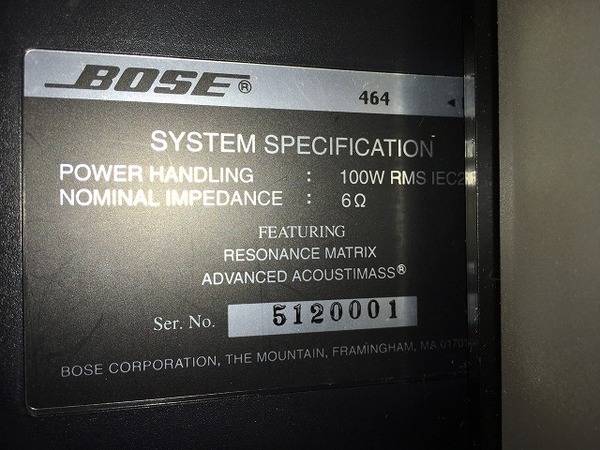 BOSE®
464
SYSTEM SPECIFICATION
POWER HANDLING : 100W RMS
NOMINAL IMPEDANCE : 6Ω
FEATURING
RESONANCE MATRIX
ADVANCED ACOUSTIMASS®
Ser. No. 5120001
BOSE CORPORATION, THE MOUNTAIN, FRAMINGHAM, MA